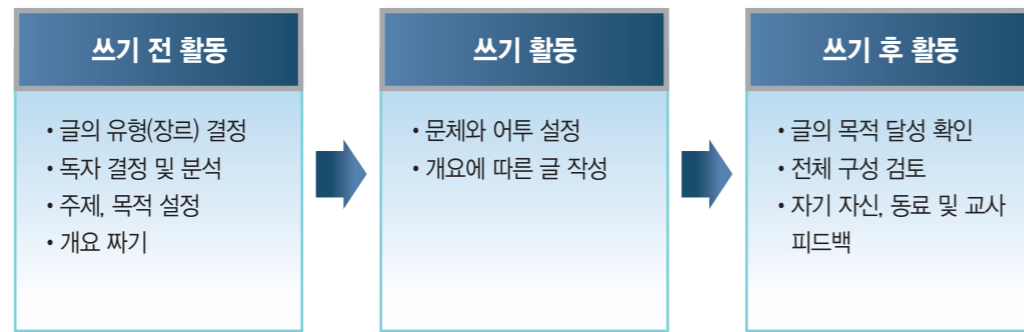 쓰기 전 활동
• 글의 유형(장르) 결정
• 독자 결정 및 분석
• 주제, 목적 설정
• 개요 짜기
쓰기 활동
• 문체와 어투 설정
• 개요에 따른 글 작성
쓰기 후 활동
• 글의 목적 달성 확인
• 전체 구성 검토
• 자기 자신, 동료 및 교사
피드백